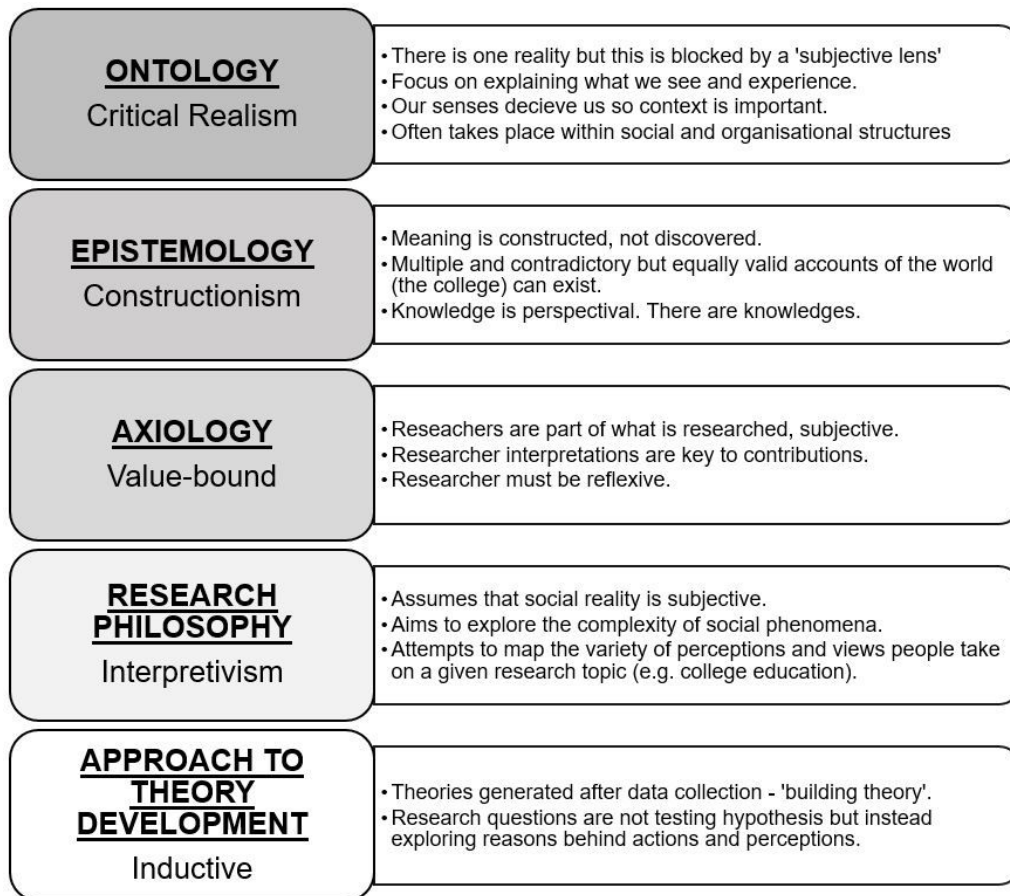 ONTOLOGY
Critical Realism
•There is one reality but this is blocked by a 'subjective lens'
•Focus on explaining what we see and experience.
•Our senses decieve us so context is important.
•Often takes place within social and organisational structures
EPISTEMOLOGY
Constructionism
•Meaning is constructed, not discovered.
•Multiple and contradictory but equally valid accounts of the world
(the college) can exist.
•Knowledge is perspectival. There are knowledges.
AXIOLOGY
Value-bound
•Reseachers are part of what is researched, subjective.
•Researcher interpretations are key to contributions.
•Researcher must be reflexive.
RESEARCH
PHILOSOPHY
Interpretivism
•Assumes that social reality is subjective.
•Aims to explore the complexity of social phenomena.
•Attempts to map the variety of perceptions and views people take
on a given research topic (e.g. college education).
APPROACH TO
THEORY
DEVELOPMENT
Inductive
•Theories generated after data collection - 'building theory'.
•Research questions are not testing hypothesis but instead
exploring reasons behind actions and perceptions.